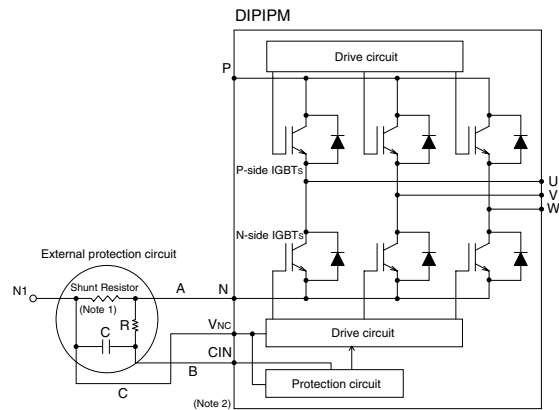 DIPIPM
Drive circuit
P
P-side IGBTs
U
V
W
N-side IGBTs
External protection circuit
Shunt Resistor
A
N
N1
(Note 1)
R
VNC
Drive circuit
C
CIN
B
C
Protection circuit
(Note 2)